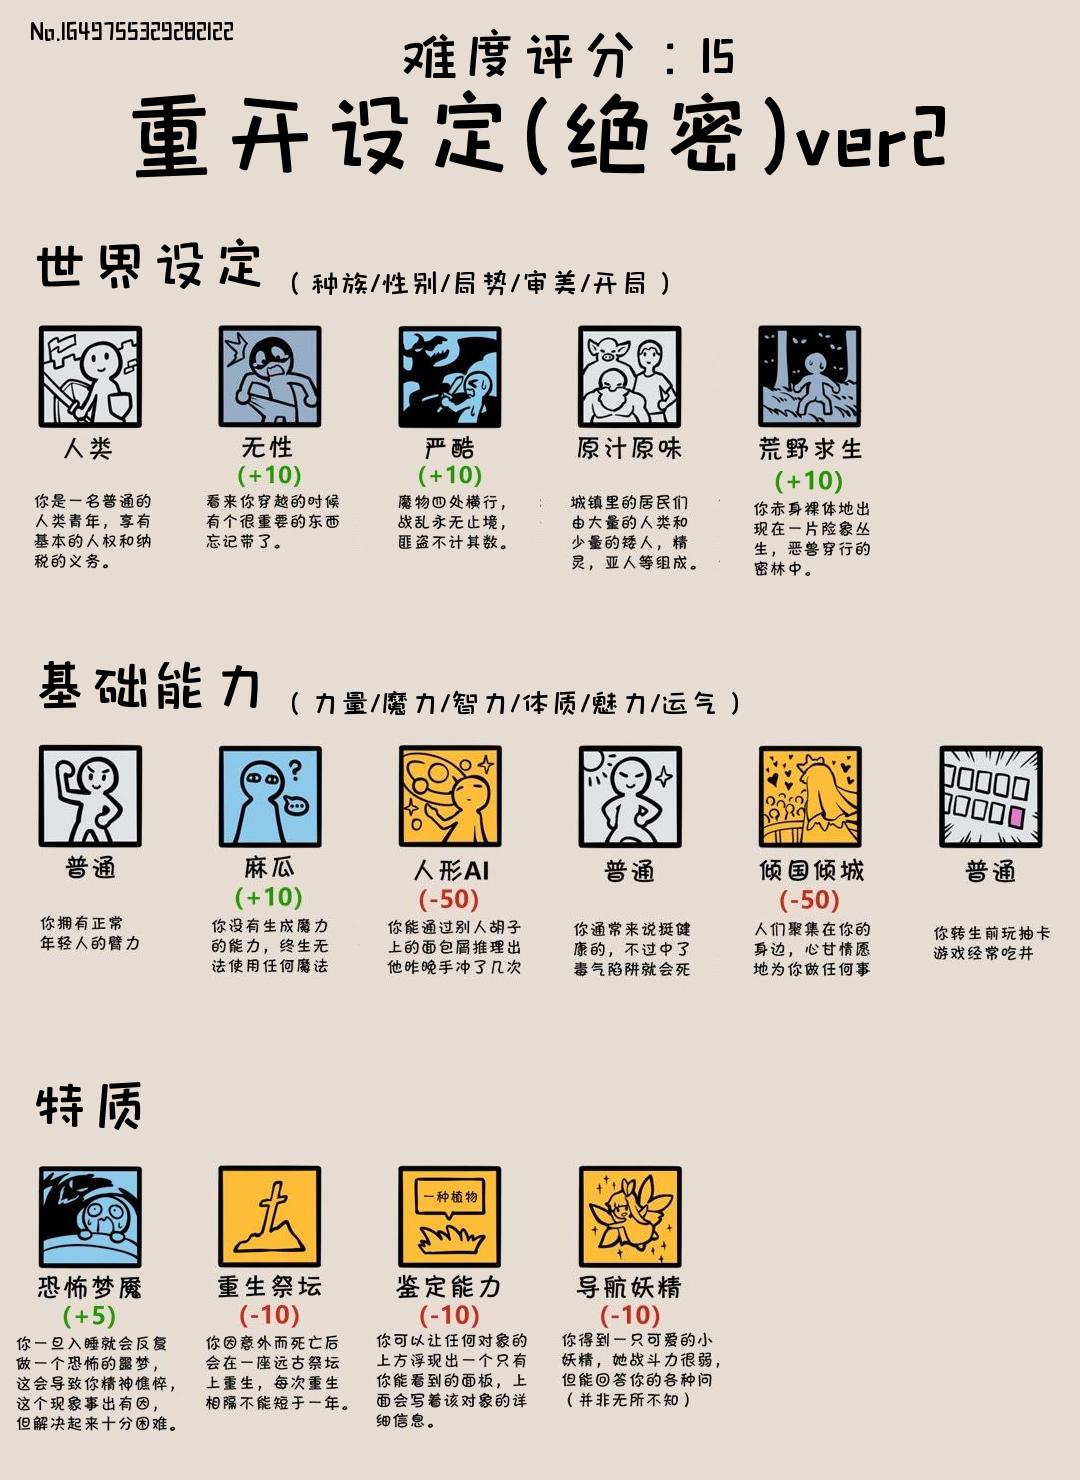 No.1649755329282122
难度评分：15
重开设定(绝密)ver2
世界设定（种族/性别/局势/审美/开局）
人类
你是一名普通的
人类青年，享有
基本的人权和纳
税的义务。
无性
(+10)
看来你穿越的时候
有个很重要的东西
忘记带了。
严酷
(+10)
魔物四处横行，
战乱永无止境，
匪盗不计其数。
原汁原味
城镇里的居民们
由大量的人类和
少量的矮人，精
灵，亚人等组成。
荒野求生
(+10)
你赤身裸体地出
现在一片险象丛
生，恶兽穿行的
密林中。
基础能力（力量/魔力/智力/体质/魅力/运气）
普通
你拥有正常
年轻人的臂力
麻瓜
(+10)
你没有生成魔力
的能力，终生无
法使用任何魔法
人形AI
(-50)
你能通过别人胡子
上的面包屑推理出
他昨晚手冲了几次
普通
你通常来说挺健
康的，不过中了
毒气陷阱就会死
倾国倾城
(-50)
人们聚集在你的
身边，心甘情愿
地为你做任何事
普通
你转生前玩抽卡
游戏经常吃井
特质
恐怖梦魇
(+5)
你一旦入睡就会反复
做一个恐怖的噩梦，
这会导致你精神憔悴，
这个现象事出有因，
但解决起来十分困难。
重生祭坛
(-10)
你因意外而死亡后
会在一座远古祭坛
上重生，每次重生
相隔不能短于一年。
一种植物
鉴定能力
(-10)
你可以让任何对象的
上方浮现出一个只有
你能看到的面板，上
面会写着该对象的详
细信息。
导航妖精
(-10)
你得到一只可爱的小
妖精，她战斗力很弱，
但能回答你的各种问
（并非无所不知）